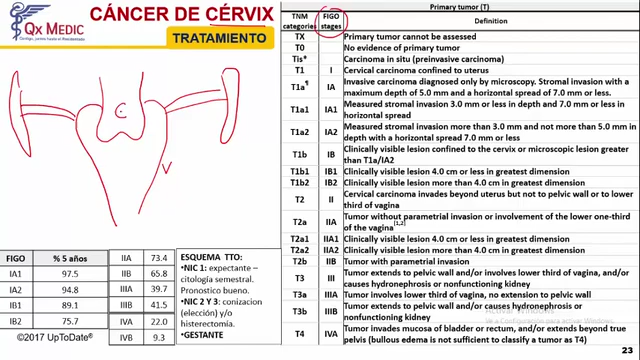 CÁNCER DE CÉRVIX
Qx MEDIC
TRATAMIENTO
C
V
FIGO % 5 años
IA1 97.5
IA2 94.8
IB1 89.1
IB2 75.7
IIA 73.4
IIB 65.8
IIIA 39.7
IIIB 41.5
IVA 22.0
IVB 9.3
ESQUEMA TTO:
•NIC 1: expectante –
citología semestral.
Pronostico bueno.
•NIC 2 Y 3: conizacion
(elección) y/o
histerectomía.
•GESTANTE
©2017 UpToDate®
Primary tumor (T)
TNM categories FIGO stages Definition
TX Primary tumor cannot be assessed
T0 No evidence of primary tumor
Tis* Carcinoma in situ (preinvasive carcinoma)
T1 I Cervical carcinoma confined to uterus
T1a¶ IA Invasive carcinoma diagnosed only by microscopy. Stromal invasion with a
maximum depth of 5.0 mm and a horizontal spread of 7.0 mm or less.
T1a1 IA1 Measured stromal invasion 3.0 mm or less in depth and 7.0 mm or less in
horizontal spread
T1a2 IA2 Measured stromal invasion more than 3.0 mm and not more than 5.0 mm in
depth with a horizontal spread 7.0 mm or less
T1b IB Clinically visible lesion confined to the cervix or microscopic lesion greater
than T1a/IA2
T1b1 IB1 Clinically visible lesion 4.0 cm or less in greatest dimension
T1b2 IB2 Clinically visible lesion more than 4.0 cm in greatest dimension
T2 II Cervical carcinoma invades beyond uterus but not to pelvic wall or to lower
third of vagina
T2a IIA Tumor without parametrial invasion or involvement of the lower one-third of
the vagina[1,2]
T2a1 IIA1 Clinically visible lesion 4.0 cm or less in greatest dimension
T2a2 IIA2 Clinically visible lesion more than 4.0 cm in greatest dimension
T2b IIB Tumor with parametrial invasion
T3 III Tumor extends to pelvic wall and/or involves lower third of vagina, and/or
causes hydronephrosis or nonfunctioning kidney
T3a IIIA Tumor involves lower third of vagina, no extension to pelvic wall
T3b IIIB Tumor extends to pelvic wall and/or causes hydronephrosis or
nonfunctioning kidney
T4 IVA Tumor invades mucosa of bladder or rectum, and/or extends beyond true
pelvis (bullous edema is not sufficient to classify a tumor as T4)
Activar Windows
Ve a Configuración para activar Windows
23